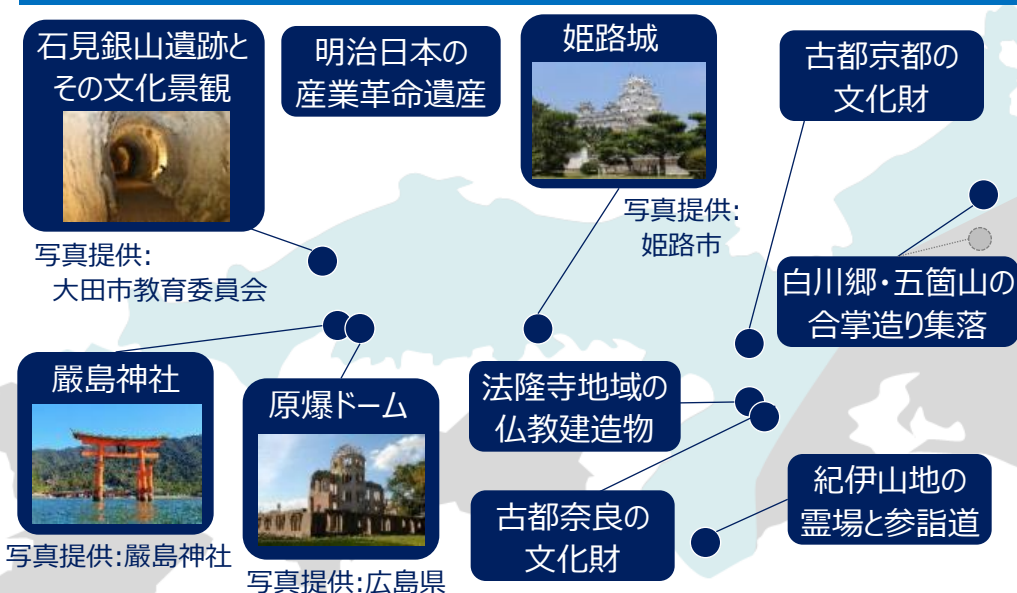 石見銀山遺跡と
その文化景観
写真提供:
大田市教育委員会
明治日本の
産業革命遺産
姫路城
写真提供:
姫路市
古都京都の
文化財
白川郷・五箇山の
合掌造り集落
嚴島神社
写真提供:嚴島神社
原爆ドーム
写真提供:広島県
法隆寺地域の
仏教建造物
古都奈良の
文化財
紀伊山地の
霊場と参詣道